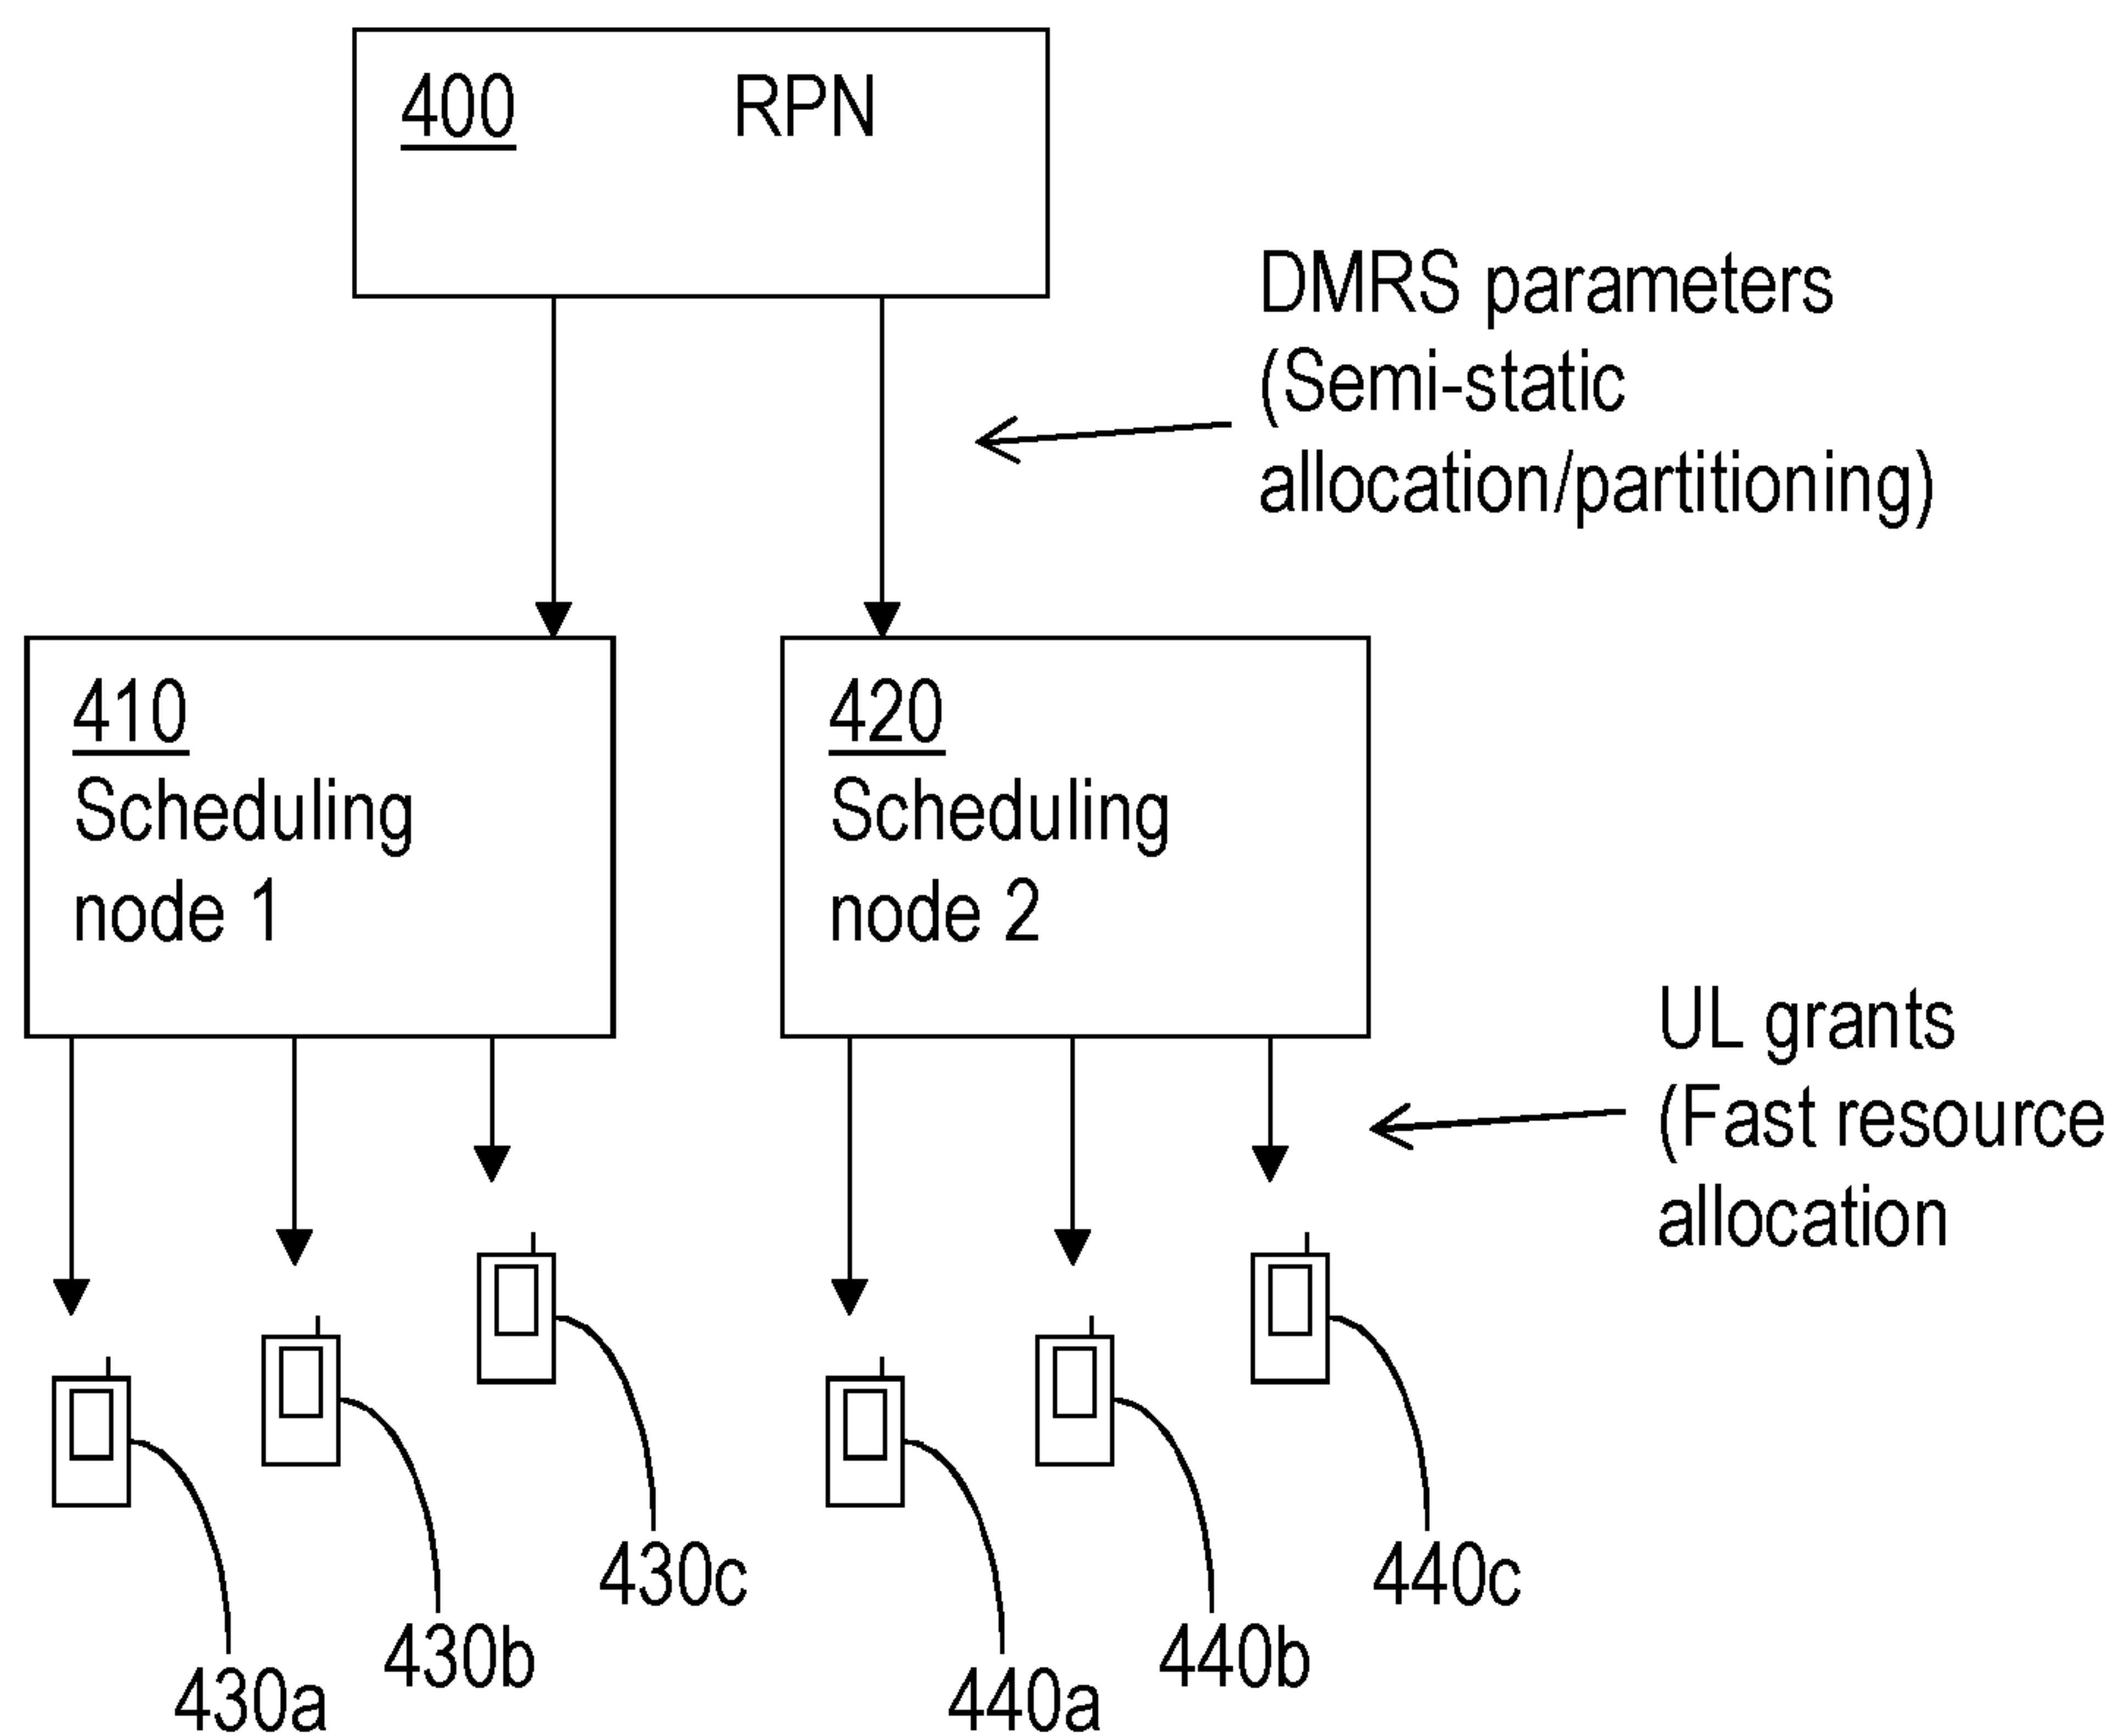 400 RPN
DMRS parameters
(Semi-static
allocation/partitioning)
410
Scheduling
node 1
420
Scheduling
node 2
UL grants
(Fast resource
allocation
430a
430b
430c
440a
440b
440c